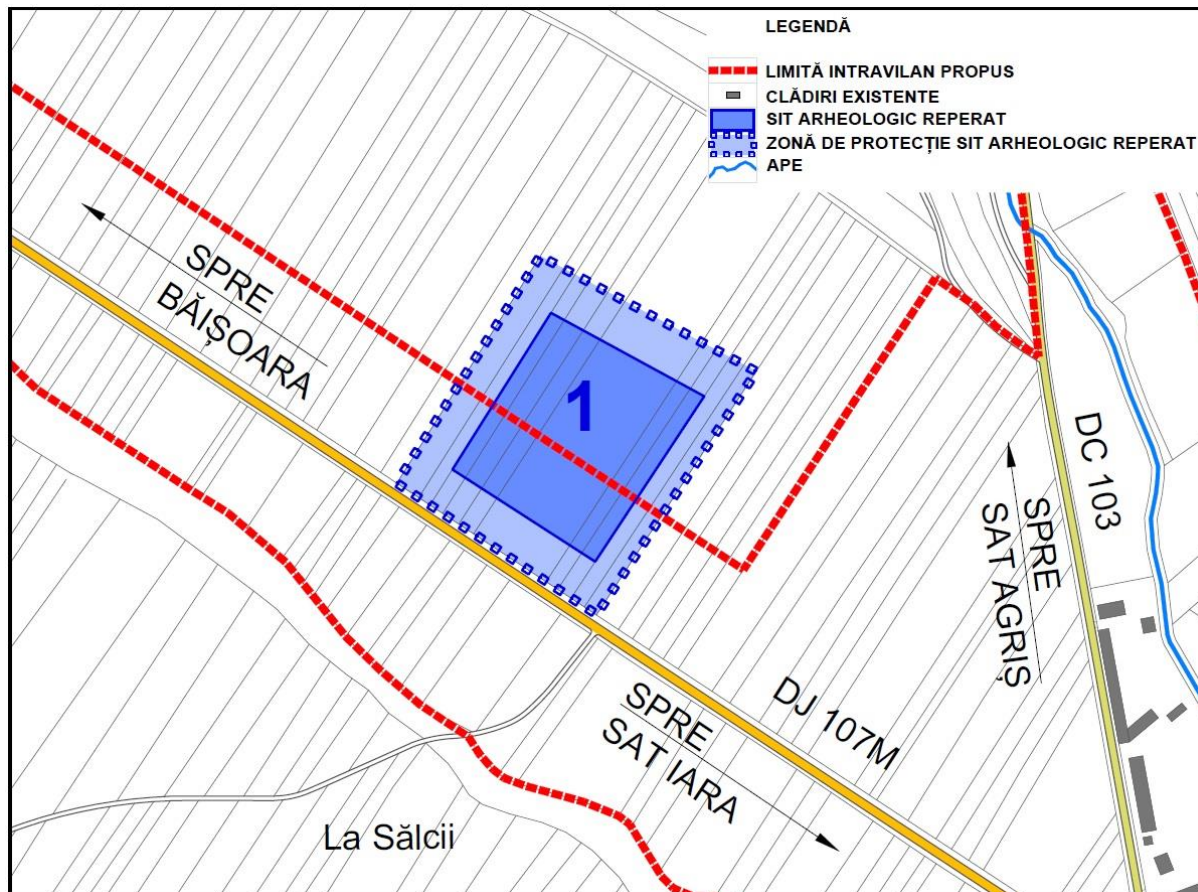 LEGENDĂ
LIMITĂ INTRAVILAN PROPUS
CLĂDIRI EXISTENTE
SIT ARHEOLOGIC REPERAT
ZONĂ DE PROTECȚIE SIT ARHEOLOGIC REPERAT
APE
SPRE
BĂIȘOARA
1
DC 103
SPRE
SAT AGRIȘ
DJ 107M
SPRE
SAT IARA
La Sălcii